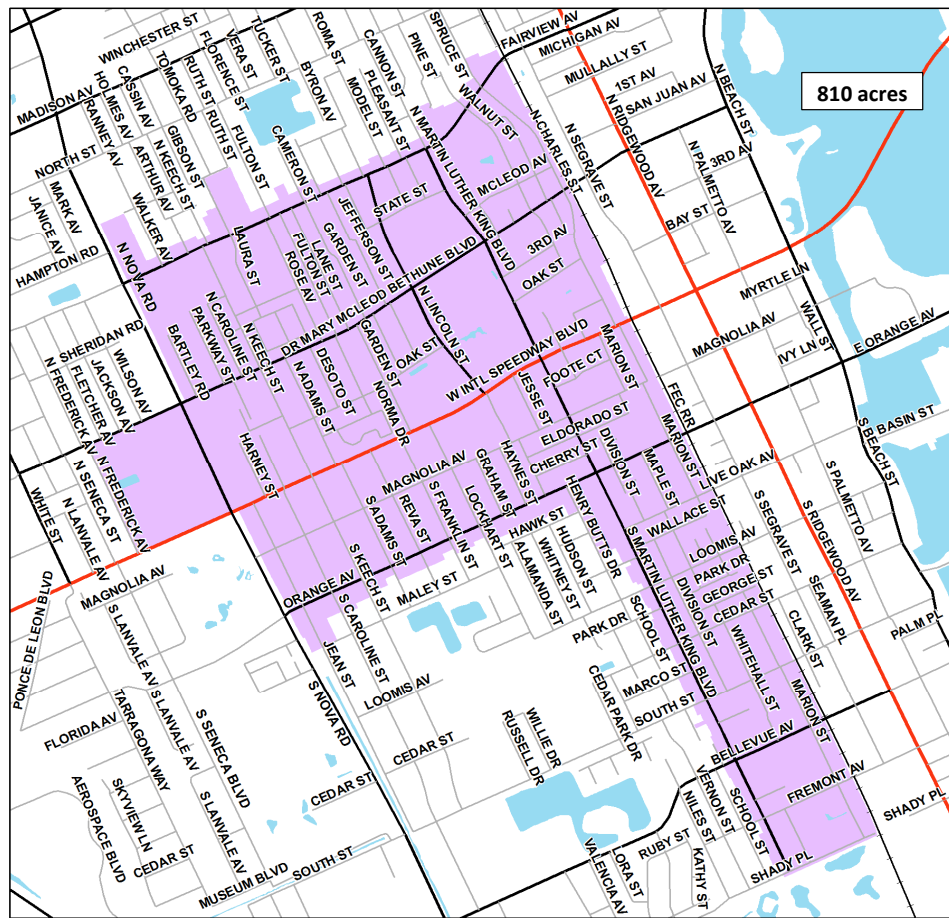 WINCHESTER ST
FLORENCE ST
VERA ST
TUCKER ST
ROMA ST
CANNON ST
PINE ST
SPRUCE ST
FAIRVIEW AV
MICHIGAN AV
MULLALLY ST
1ST AV
SAN JUAN AV
N BEACH ST
810 acres
MADISON AV
HOLMES AV
CASSIN AV
TOMOKA RD
RUTH ST
RUTH ST
BYRON AV
MODEL ST
PLEASANT ST
WALNUT ST
N RIDGEWOOD AV
RANNEY AV
ARTHUR AV
N KEECH ST
GIBSON ST
FULTON ST
CAMERON ST
N MARTIN LUTHER KING BLVD
N CHARLES ST
N SEGRAVE ST
N PALMETTO AV
3RD AV
NORTH ST
MARK AV
JANICE AV
WALKER AV
STATE ST
MCLEOD AV
BAY ST
HAMPTON RD
N NOVA RD
LAURA ST
JEFFERSON ST
GARDEN ST
LANE ST
FULTON ST
ROSE AV
3RD AV
OAK ST
MYRTLE LN
SHERIDAN RD
BARTLEY RD
PARKWAY ST
N CAROLINE ST
N KEECH ST
DR MARY MCLEOD BETHUNE BLVD
N LINCOLN ST
W INTL SPEEDWAY BLVD
MARION ST
MAGNOLIA AV
WALL ST
IVY LN
E ORANGE AV
WILSON AV
JACKSON AV
FLETCHER AV
N FREDERICK AV
N ADAMS ST
DESOTO ST
GARDEN ST
NORMA DR
OAK ST
FOOTE CT
JESSE ST
FEC RR
BASIN ST
S BEACH ST
HARNEY ST
N FREDERICK AV
N SENECA ST
N LANVALE AV
WHITE ST
MAGNOLIA AV
ELDORADO ST
CHERRY ST
HAYNES ST
GRAHAM ST
LOCKHART ST
S FRANKLIN ST
REVA ST
S ADAMS ST
DIVISION ST
MAPLE ST
MARION ST
LIVE OAK AV
S PALMETTO AV
WALLACE ST
S SEGRAVE ST
S RIDGEWOOD AV
HENRY BUTTS DR
HAWK ST
HUDSON ST
WHITNEY ST
ALAMANDA ST
S KEECH ST
ORANGE AV
MALEY ST
S CAROLINE ST
JEAN ST
MAGNOLIA AV
S LANVALE AV
PONCE DE LEON BLVD
S MARTIN LUTHER KING BLVD
LOOMIS AV
PARK DR
GEORGE ST
CEDAR ST
DIVISION ST
SEAMAN PL
CLARK ST
PALM PL
PARK DR
SCHOOL ST
WHITEHALL ST
MARION ST
MARCO ST
SOUTH ST
CEDAR PARK DR
LOOMIS AV
S NOVA RD
S LANVALE AV
S SENECA BLVD
FLORIDA AV
TARRAGONA WAY
WILLIE DR
RUSSELL DR
CEDAR ST
CEDAR ST
BELLEVUE AV
FREMONT AV
SHADY PL
VERNON ST
NILES ST
SCHOOL ST
AEROSPACE BLVD
SKYVIEW LN
CEDAR ST
S LANVALE AV
MUSEUM BLVD
SOUTH ST
VALENCIA AV
LORA ST
RUBY ST
KATHY ST
SHADY PL